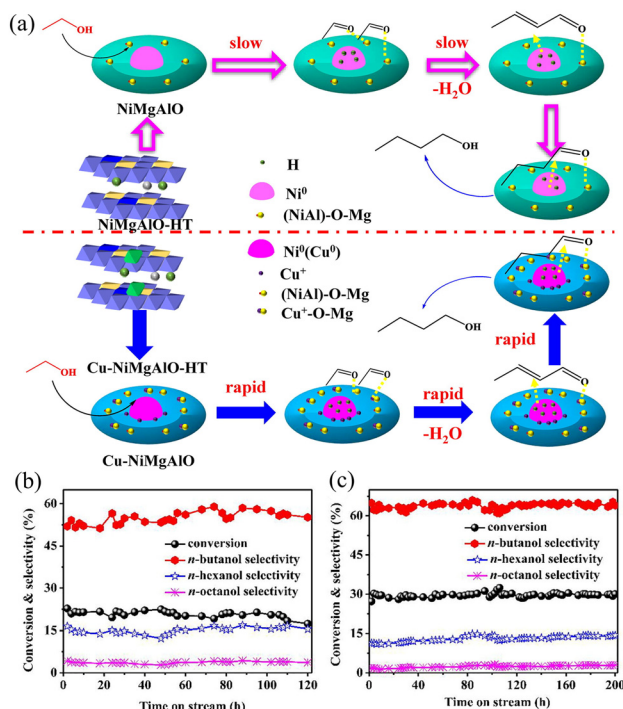 (a)
OH
slow
slow
-H₂O
NiMgAlO
H
Ni⁰
(NiAl)-O-Mg
OH
NiMgAlO-HT
Ni⁰(Cu⁰)
Cu⁺
(NiAl)-O-Mg
Cu⁺-O-Mg
OH
Cu-NiMgAlO-HT
OH
rapid
rapid
rapid
-H₂O
Cu-NiMgAlO
O
O
O
O
O
O
O
O
(b)
Conversion & selectivity (%)
60
45
30
15
0
conversion
n-butanol selectivity
n-hexanol selectivity
n-octanol selectivity
0 20 40 60 80 100 120
Time on stream (h)
(c)
Conversion & selectivity (%)
60
45
30
15
0
conversion
n-butanol selectivity
n-hexanol selectivity
n-octanol selectivity
0 40 80 120 160 200
Time on stream (h)